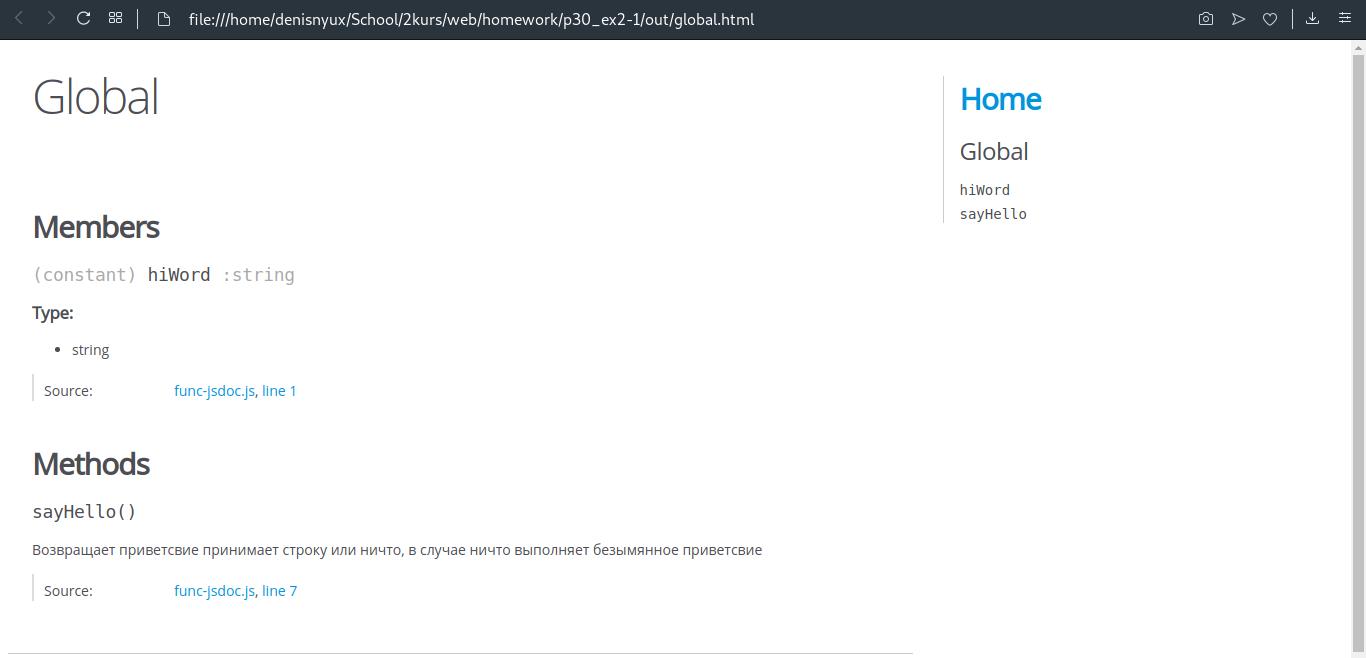 file:///home/denisnyux/School/2kurs/web/homework/p30_ex2-1/out/global.html
Global
Members
(constant) hiWord :string
Type:
string
Source: func-jsdoc.js, line 1
Methods
sayHello()
Возвращает приветсвие принимает строку или ничто, в случае ничто выполняет безымянное приветсвие
Source: func-jsdoc.js, line 7
Home
Global
hiWord
sayHello